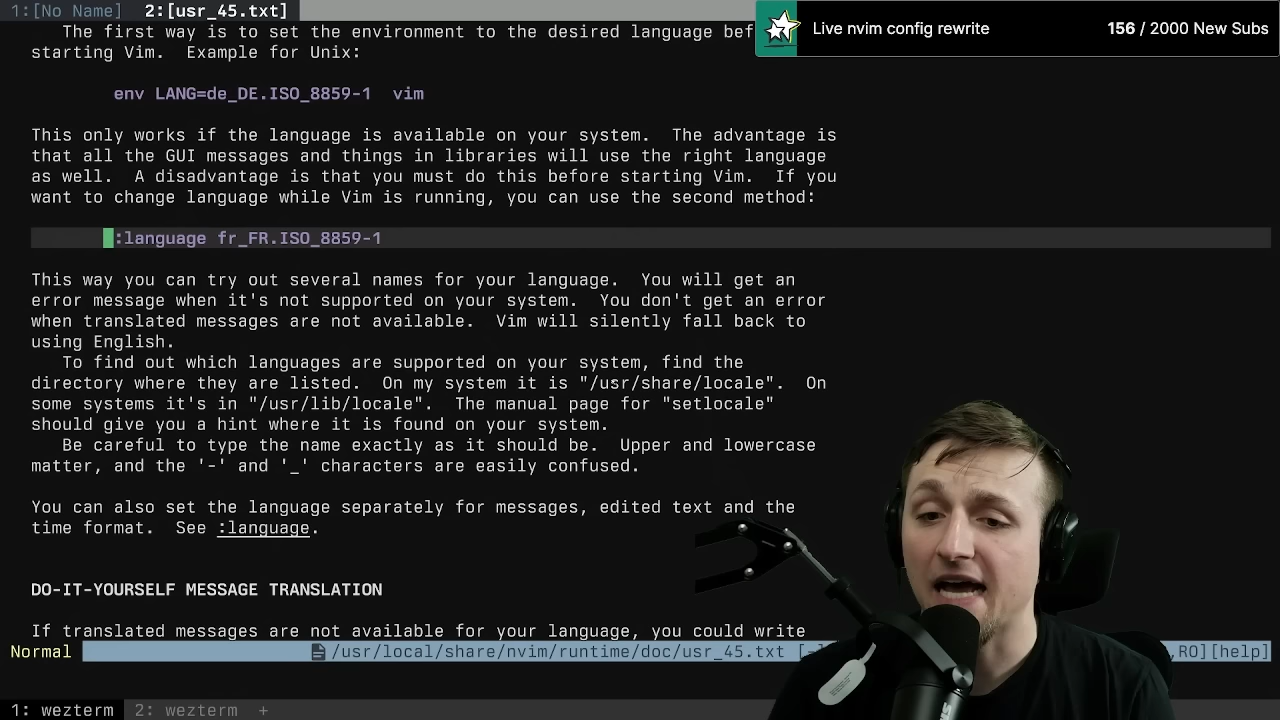 1:[No Name]  2:[usr_45.txt]
Live nvim config rewrite
156 / 2000 New Subs
The first way is to set the environment to the desired language
starting Vim.  Example for Unix:
env LANG=de_DE.ISO_8859-1  vim
This only works if the language is available on your system.  The advantage is
that all the GUI messages and things in libraries will use the right language
as well.  A disadvantage is that you must do this before starting Vim.  If you
want to change language while Vim is running, you can use the second method:
:language fr_FR.ISO_8859-1
This way you can try out several names for your language.  You will get an
error message when it's not supported on your system.  You don't get an error
when translated messages are not available.  Vim will silently fall back to
using English.
To find out which languages are supported on your system, find the
directory where they are listed.  On my system it is "/usr/share/locale".  On
some systems it's in "/usr/lib/locale".  The manual page for "setlocale"
should give you a hint where it is found on your system.
Be careful to type the name exactly as it should be.  Upper and lowercase
matter, and the '-' and '_' characters are easily confused.
You can also set the language separately for messages, edited text and the
time format.  See :language.
DO-IT-YOURSELF MESSAGE TRANSLATION
If translated messages are not available for your language, you could write
Normal /usr/local/share/nvim/runtime/doc/usr_45.txt ,RO][help]
1: wezterm  2: wezterm  +